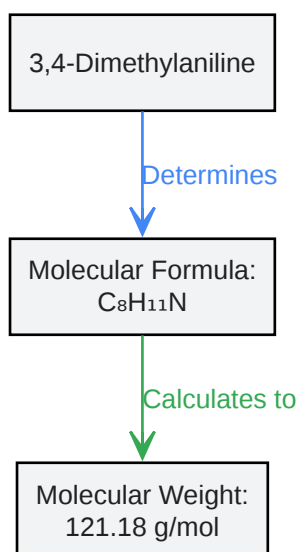 3,4-Dimethylaniline
Determines
Molecular Formula:
C₈H₁₁N
Calculates to
Molecular Weight:
121.18 g/mol